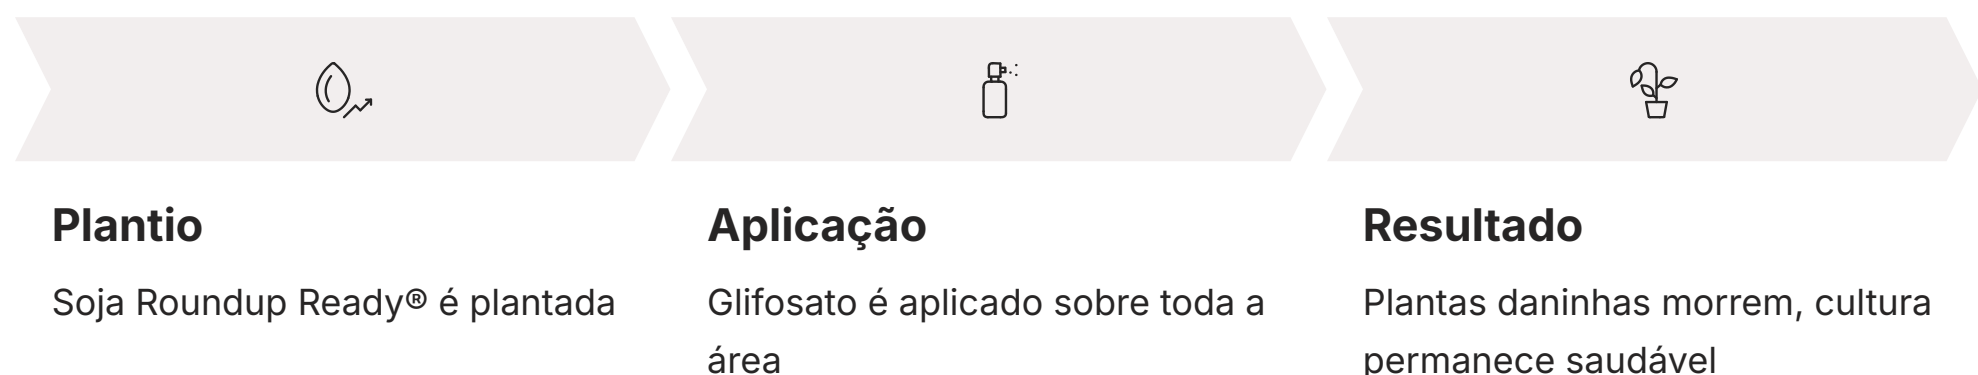 Plantio
Soja Roundup Ready® é plantada
Aplicação
Glifosato é aplicado sobre toda a
área
Resultado
Plantas daninhas morrem, cultura
permanece saudável